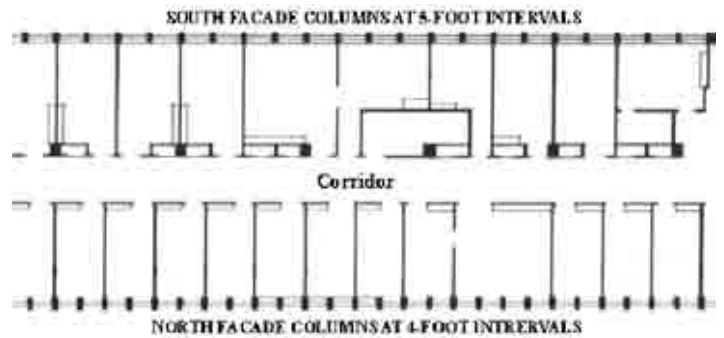 SOUTH FACADE COLUMNS AT 5-FOOT INTERVALS
Corridor
NORTH FACADE COLUMNS AT 4-FOOT INTRERVALS